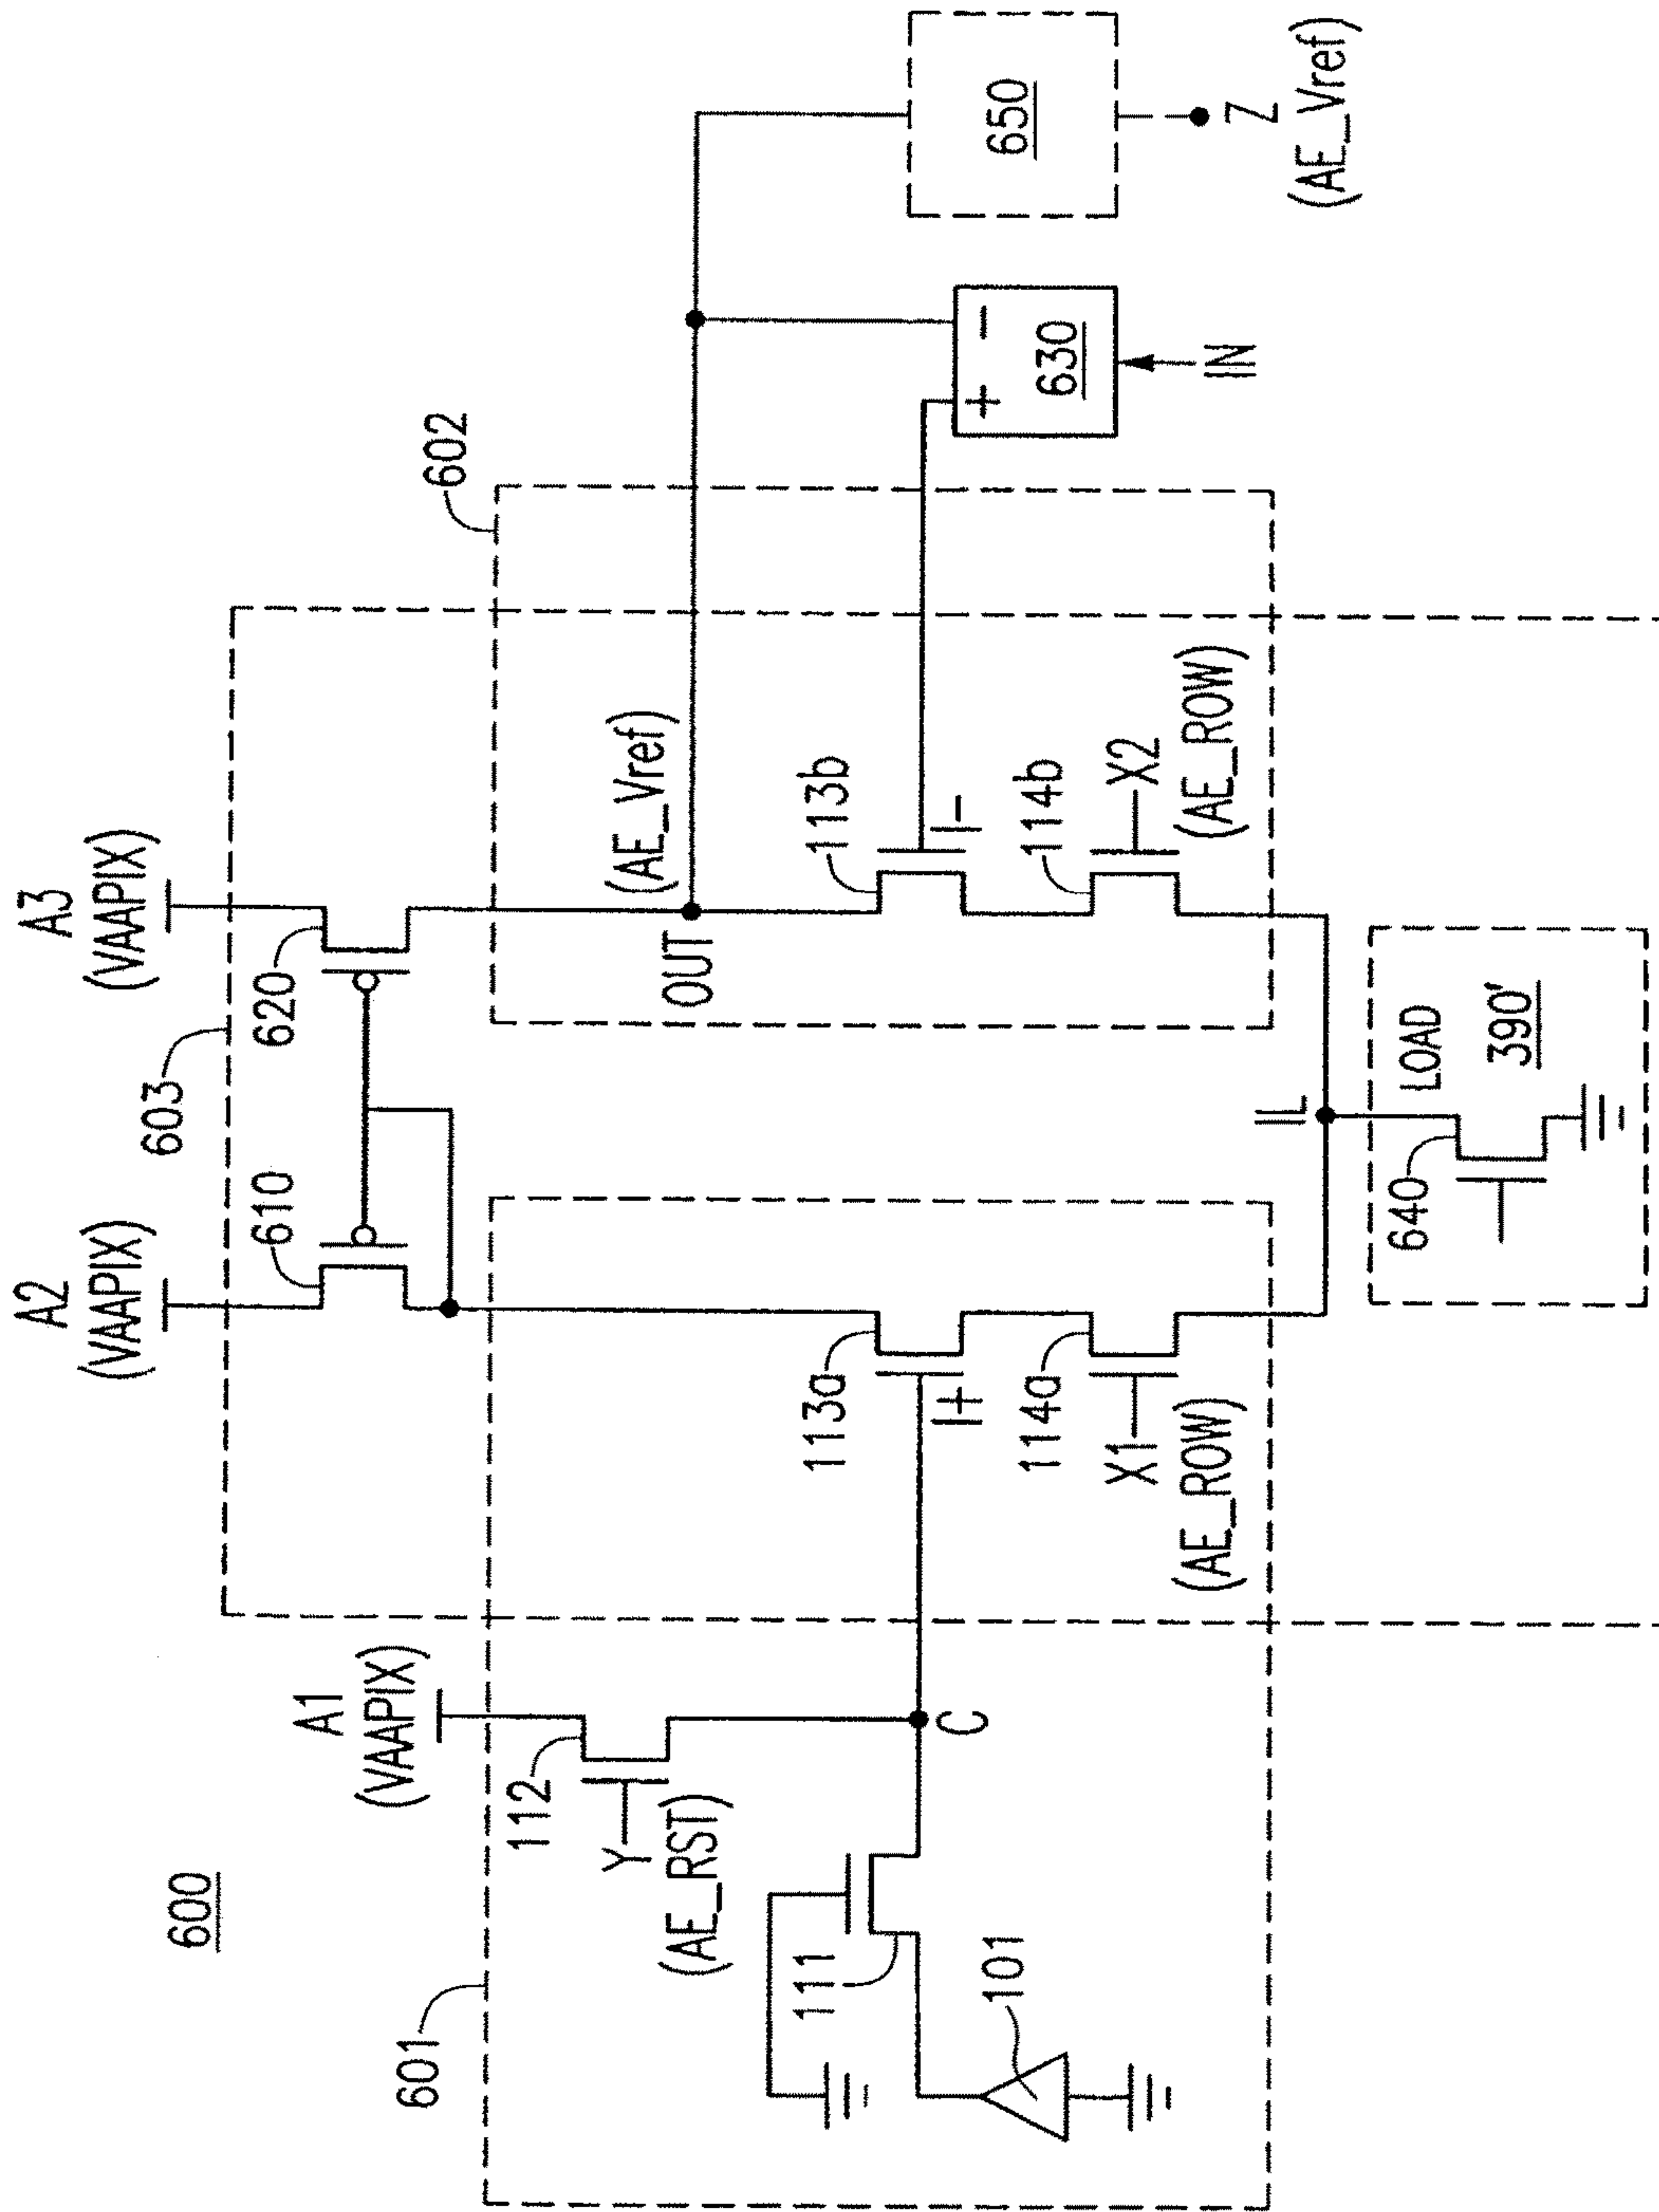 600
601
A1
(VAAPIX)
A2
(VAAPIX)
A3
(VAAPIX)
603
610
620
602
112
Y
(AE_RST)
111
101
C
113a
I+
114a
X1
(AE_ROW)
OUT
(AE_Vref)
113b
I-
114b
X2
(AE_ROW)
IL
640
LOAD
390'
+
-
630
IN
650
Z
(AE_Vref)